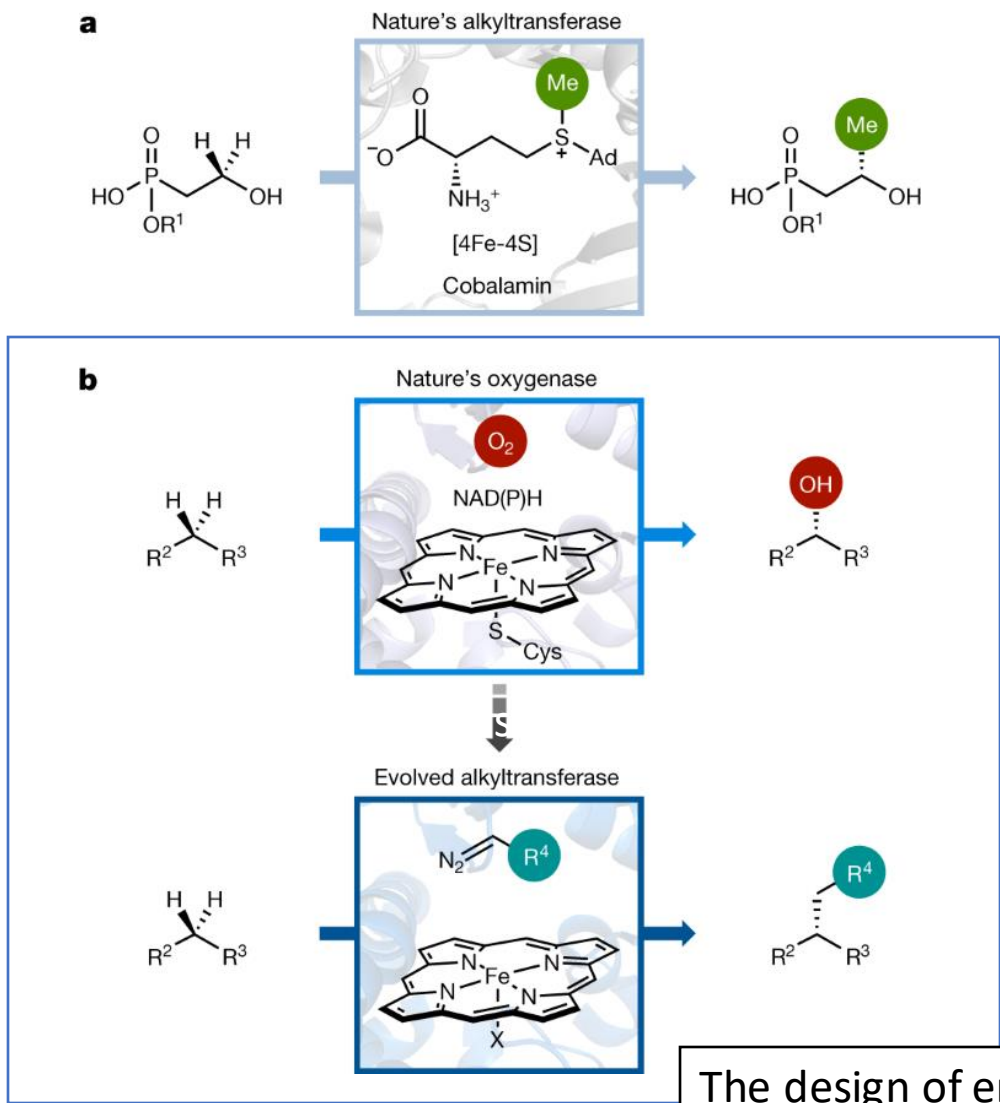 a
Nature's alkyltransferase
Me
O
O
H H
S
+
Me
O
HO P OH
OR¹
⁻O
Ad
NH₃⁺
HO P OH
OR¹
[4Fe-4S]
Cobalamin
b
Nature's oxygenase
O₂
NAD(P)H
H H
R² R³
OH
R² R³
N N
Fe
N N
S
Cys
s
Evolved alkyltransferase
N₂
R⁴
H H
R² R³
R⁴
R² R³
N N
Fe
N N
X
The design of e